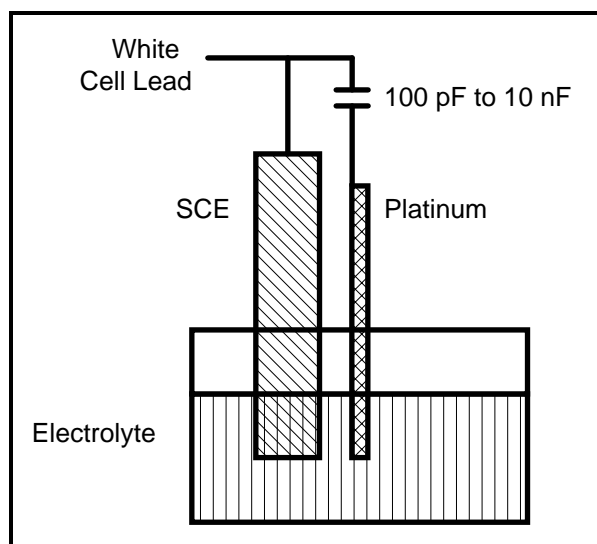 White
Cell Lead
100 pF to 10 nF
SCE
Platinum
Electrolyte